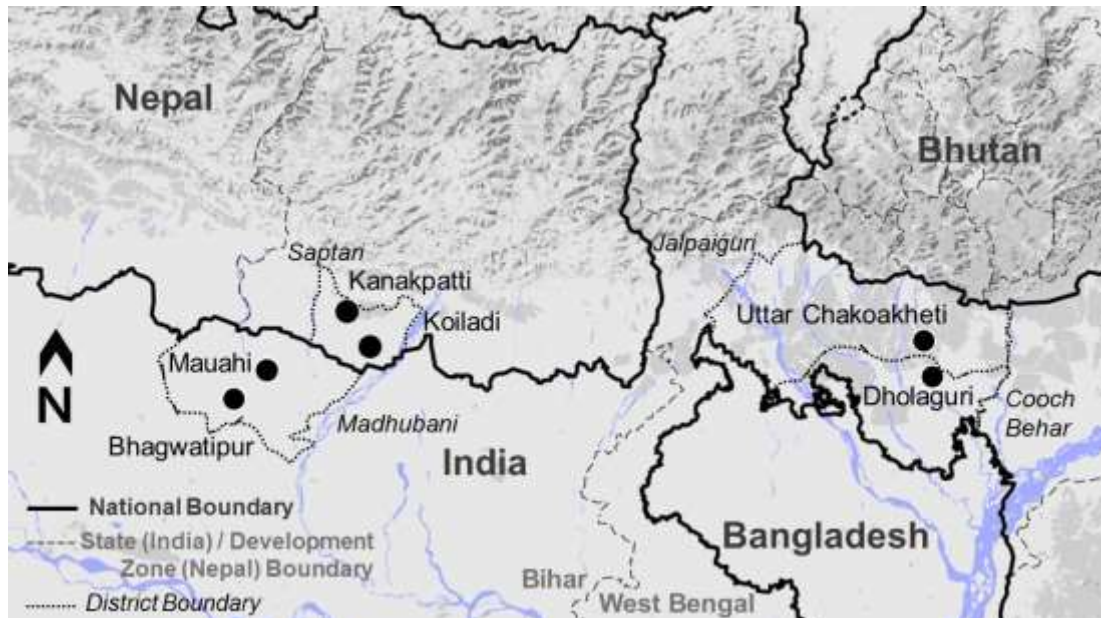 Nepal
Bhutan
Saptari
Jalpaiguri
Kanakpatti
Koiladi
Uttar Chakoakheti
Mauahi
Dholaguri
Cooch
Behar
Madhubani
Bhagwatipur
India
N
National Boundary
State (India) / Development
Zone (Nepal) Boundary
District Boundary
Bangladesh
Bihar
West Bengal